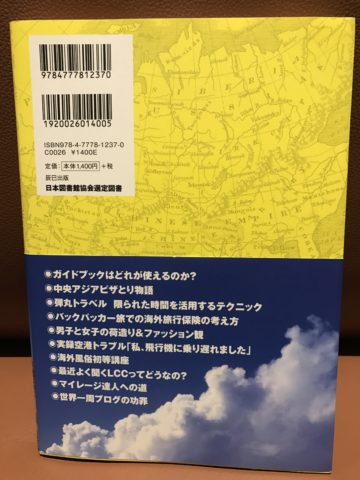 9784777812370
1920026014005
ISBN978-4-7778-1237-0
C0026 ¥1400E
定価:本体1,400円+税
辰巳出版
日本図書館協会選定図書
CHINESE EMPIRE
●ガイドブックはどれが使えるのか?
●中央アジアビザとり物語
●弾丸トラベル 限られた時間を活用するテクニック
●バックパッカー旅での海外旅行保険の考え方
●男子と女子の荷造り&ファッション観
●実録空港トラブル「私、飛行機に乗り遅れました」
●海外風俗初等講座
●最近よく聞くLCCってどうなの?
●マイレージ達人への道
●世界一周ブログの功罪